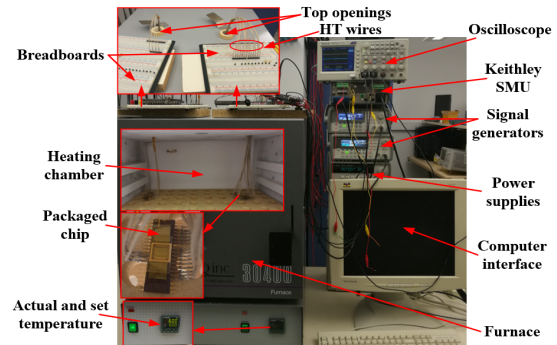 Top openings
HT wires
Breadboards
Oscilloscope
Keithley
SMU
Signal
generators
Heating
chamber
Packaged
chip
Power
supplies
Computer
interface
inc.
30400
Furnace
Actual and set
temperature
Furnace